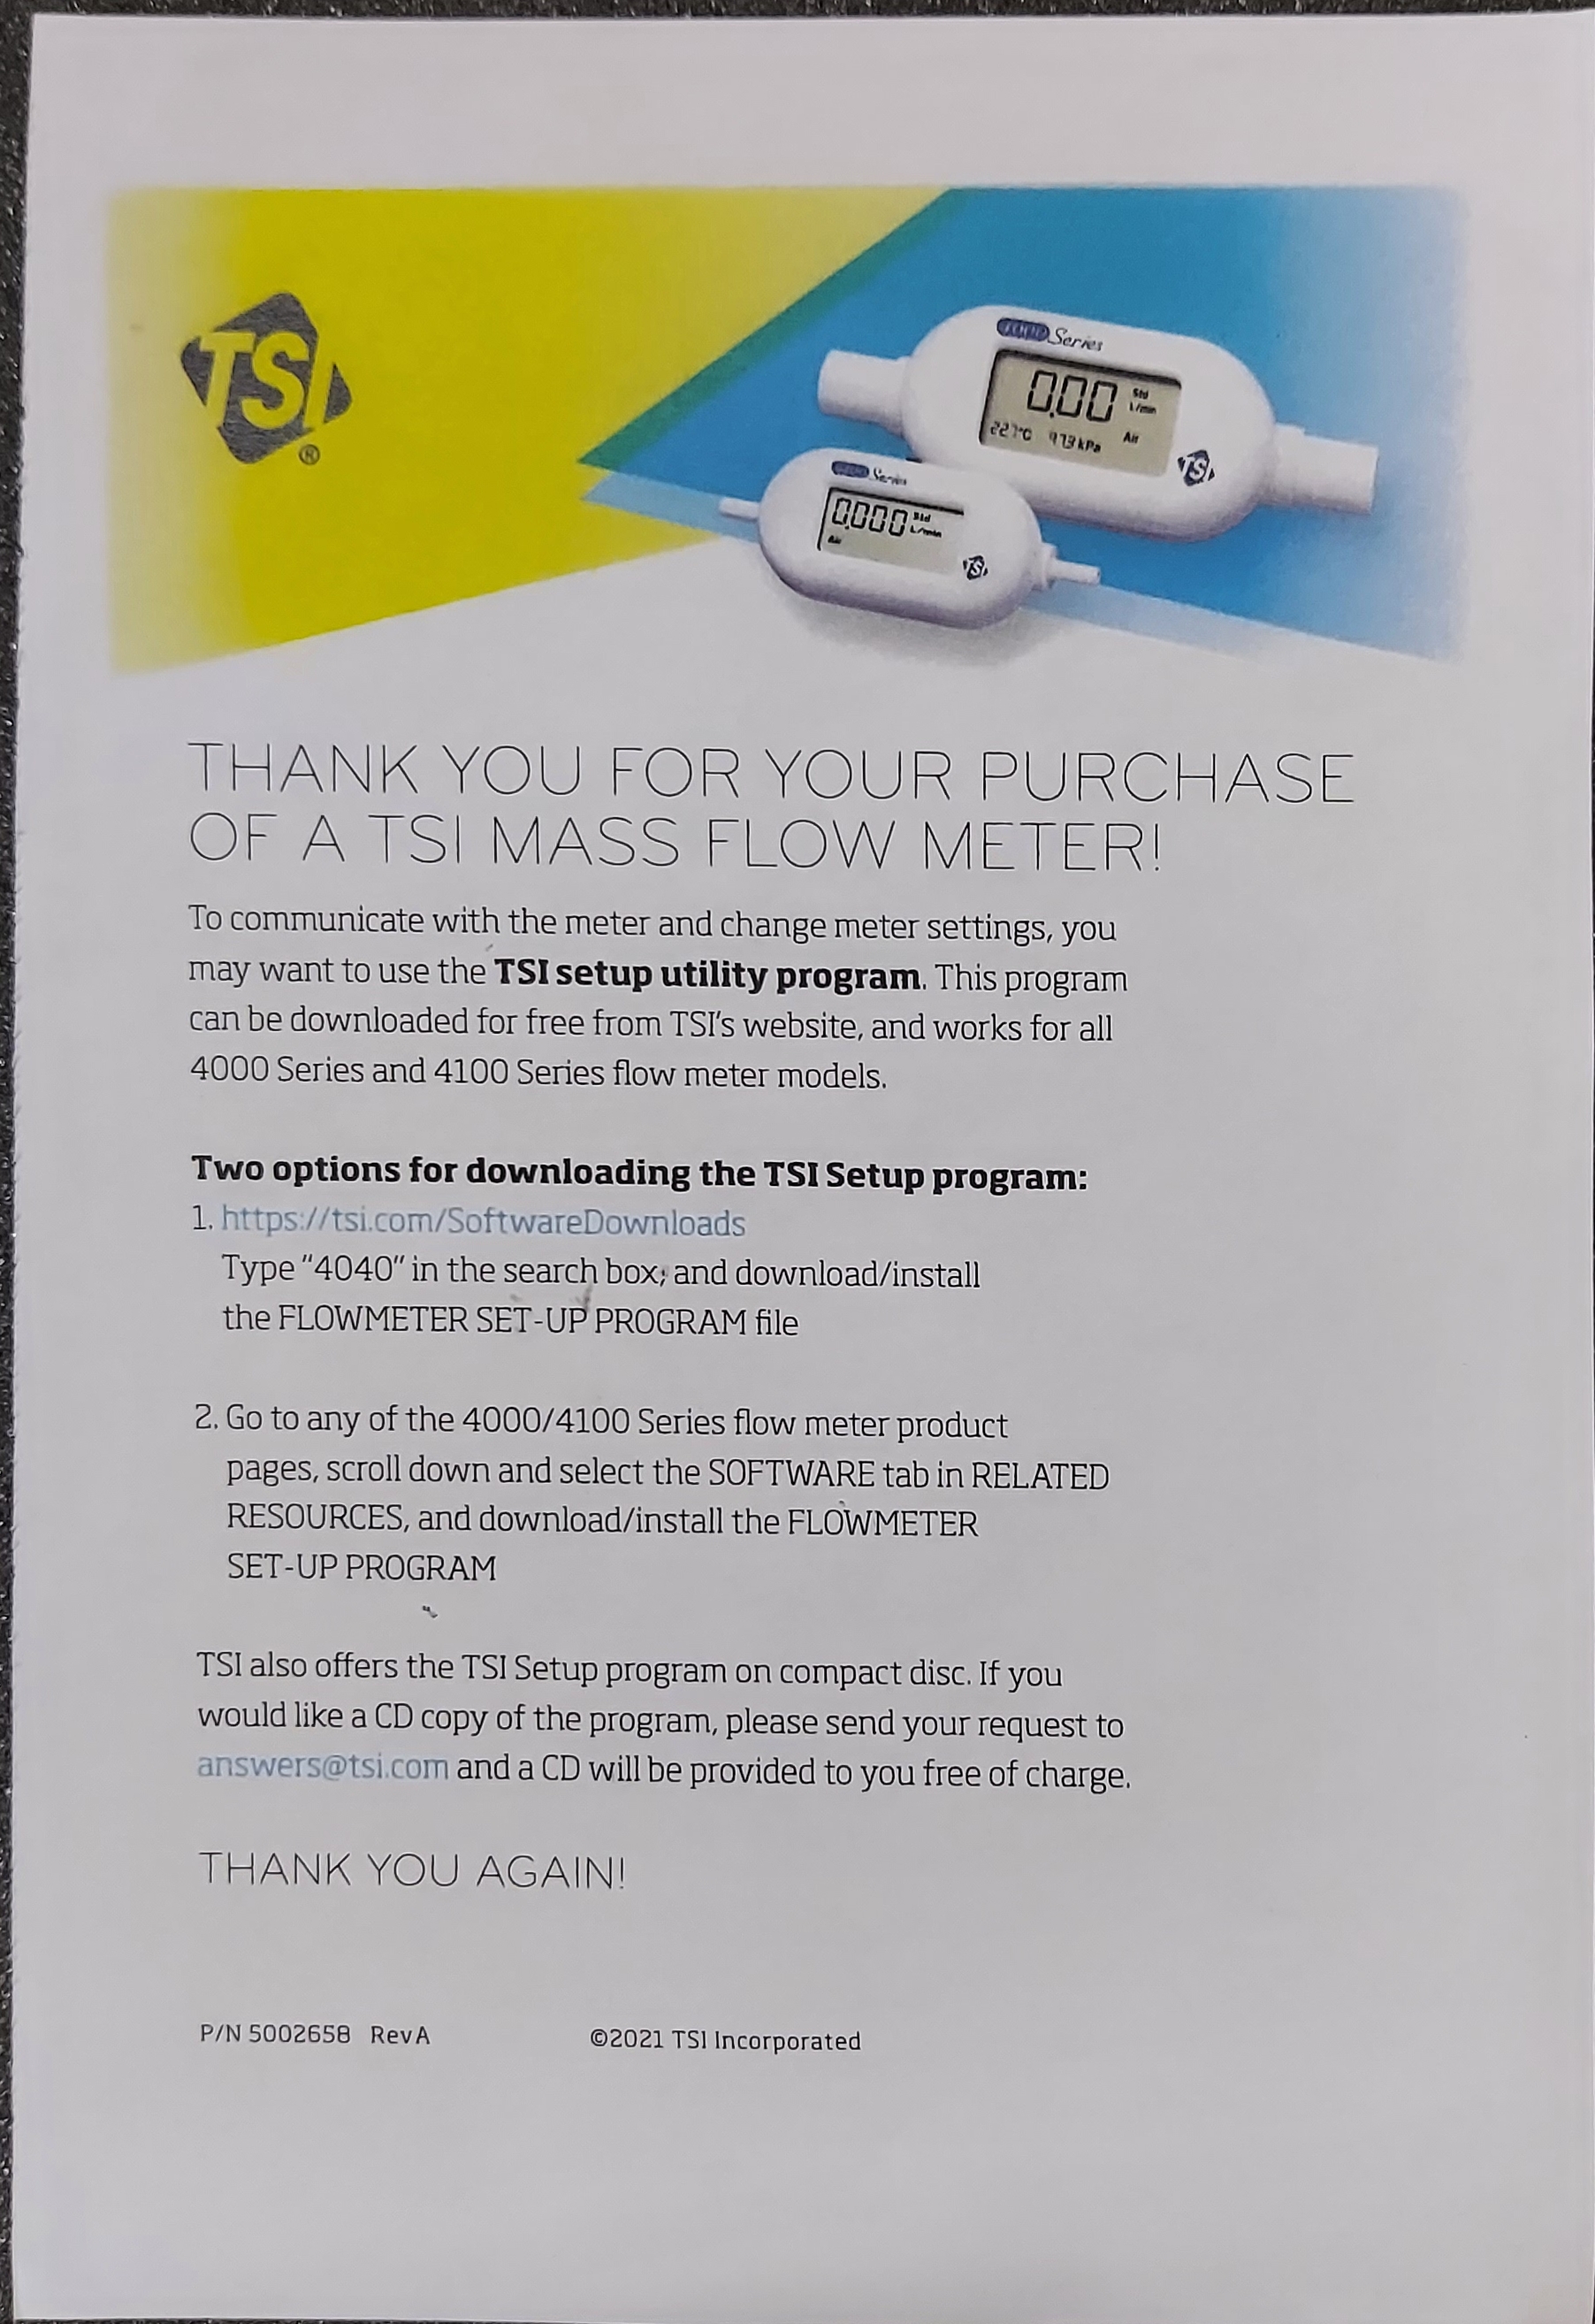 TSI
®
4000 Series
0.00 Std
L/min
22.7°C 97.3 kPa Air
TSI
Series
0.000 Std
L/min
Air
TSI
THANK YOU FOR YOUR PURCHASE
OF A TSI MASS FLOW METER!
To communicate with the meter and change meter settings, you
may want to use the TSI setup utility program. This program
can be downloaded for free from TSI's website, and works for all
4000 Series and 4100 Series flow meter models.
Two options for downloading the TSI Setup program:
1. https://tsi.com/SoftwareDownloads
Type "4040" in the search box, and download/install
the FLOWMETER SET-UP PROGRAM file
2. Go to any of the 4000/4100 Series flow meter product
pages, scroll down and select the SOFTWARE tab in RELATED
RESOURCES, and download/install the FLOWMETER
SET-UP PROGRAM
TSI also offers the TSI Setup program on compact disc. If you
would like a CD copy of the program, please send your request to
answers@tsi.com and a CD will be provided to you free of charge.
THANK YOU AGAIN!
P/N 5002658 Rev A ©2021 TSI Incorporated